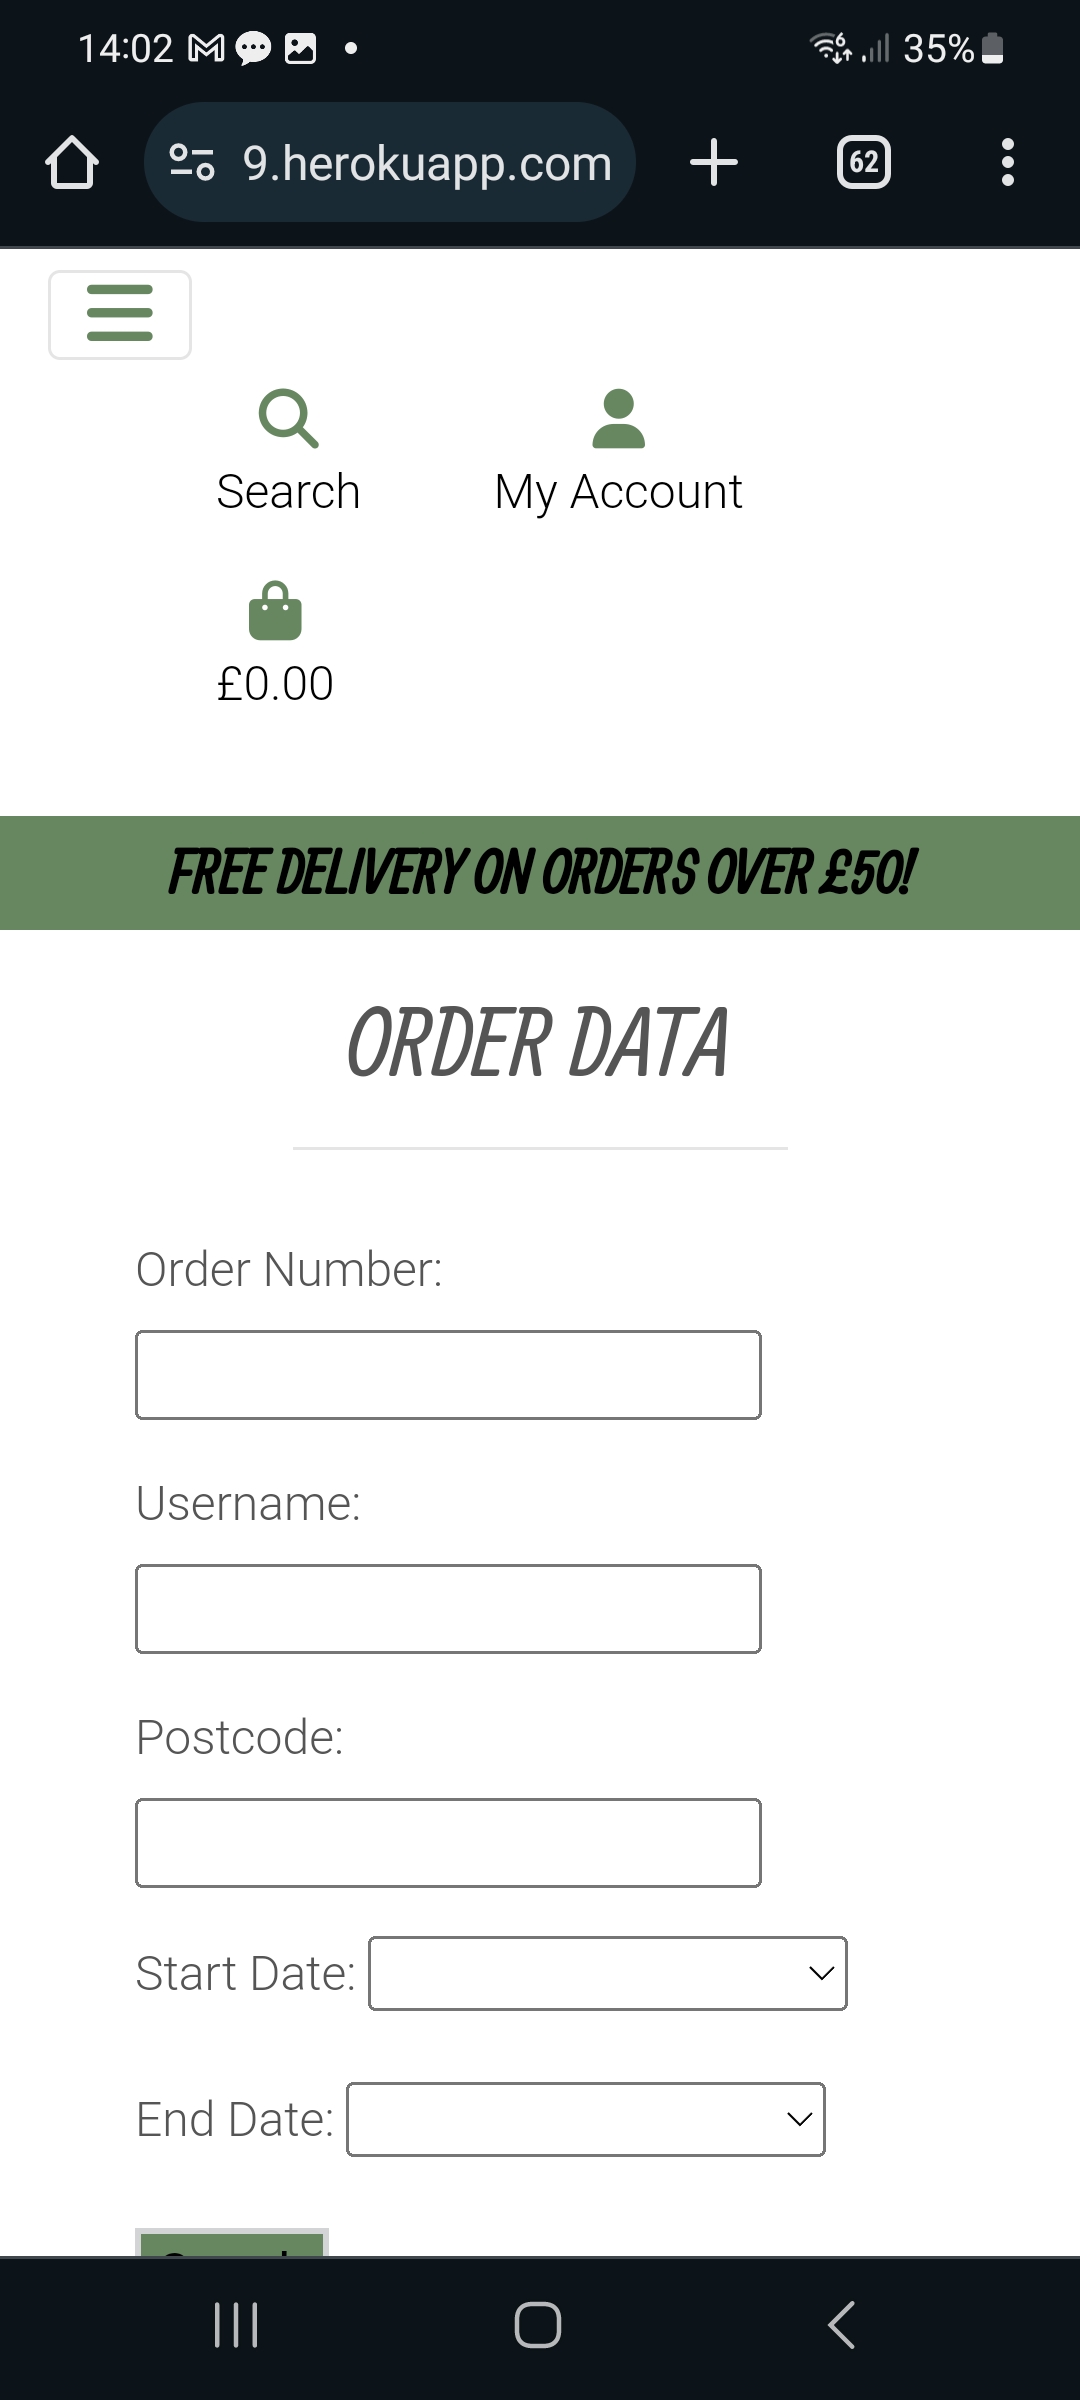 14:02
6
35%
9.herokuapp.com
62
Search
My Account
£0.00
FREE DELIVERY ON ORDERS OVER £50!
ORDER DATA
Order Number:
Username:
Postcode:
Start Date:
End Date: